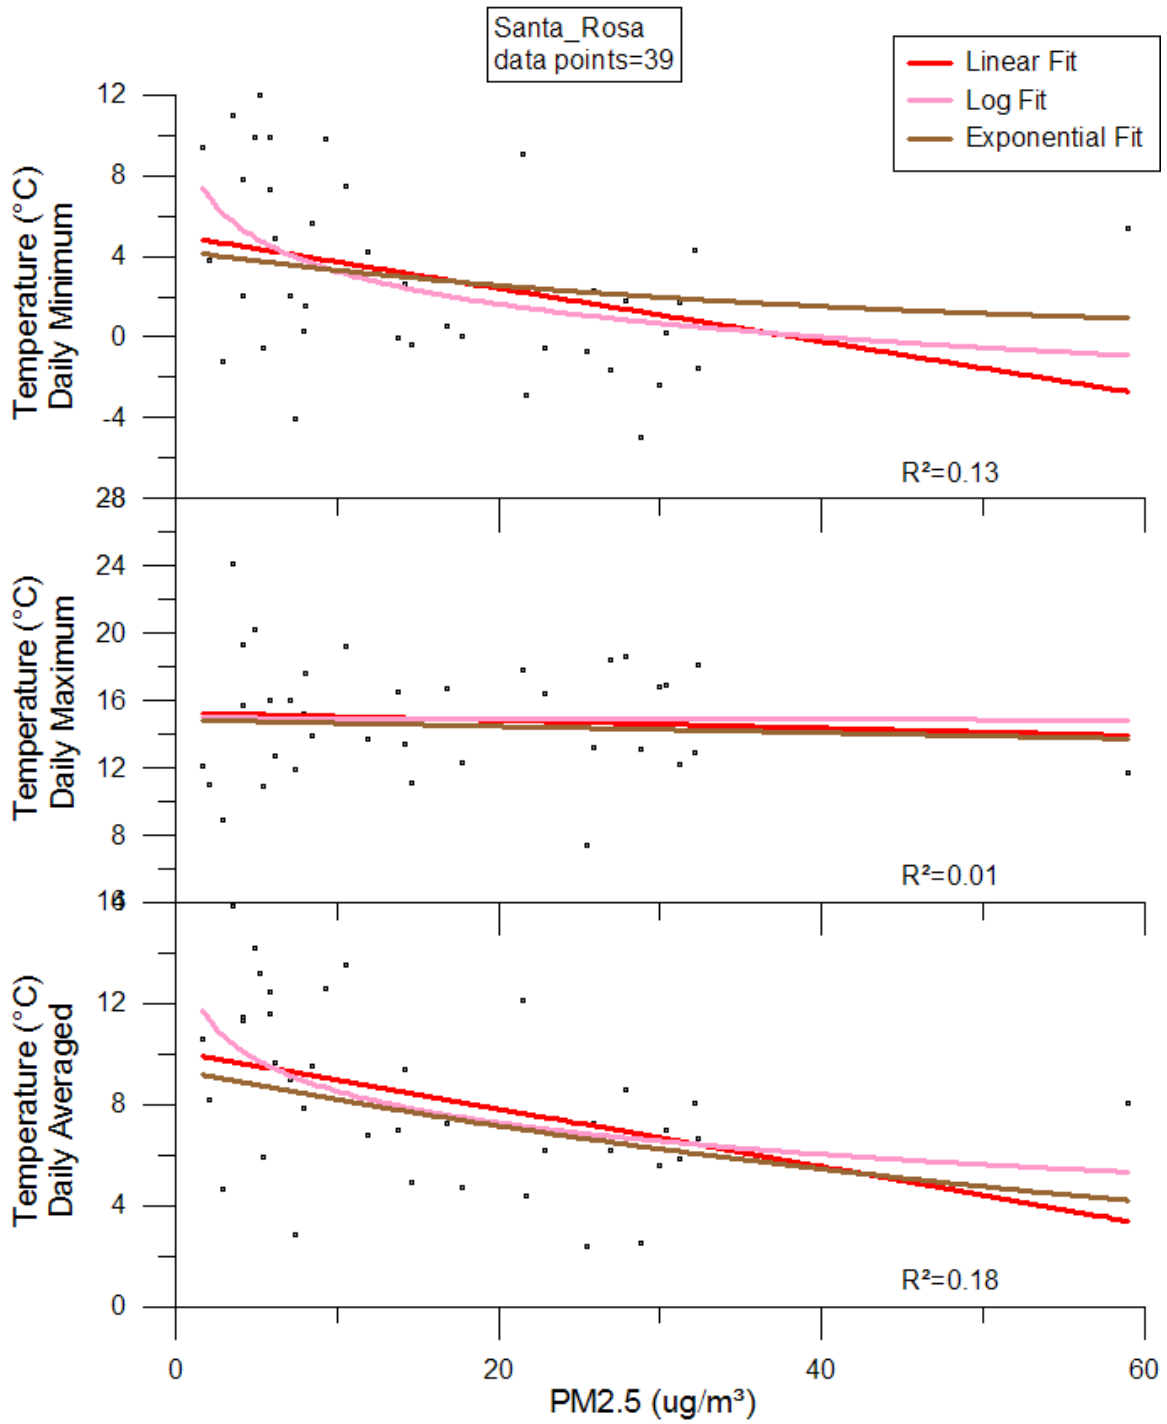 Santa_Rosa
data points=39
Linear Fit
Log Fit
Exponential Fit
Temperature (°C)
Daily Minimum
12
8
4
0
-4
R²=0.13
Temperature (°C)
Daily Maximum
28
24
20
16
12
8
4
R²=0.01
Temperature (°C)
Daily Averaged
16
12
8
4
0
R²=0.18
0
20
40
60
PM2.5 (ug/m³)